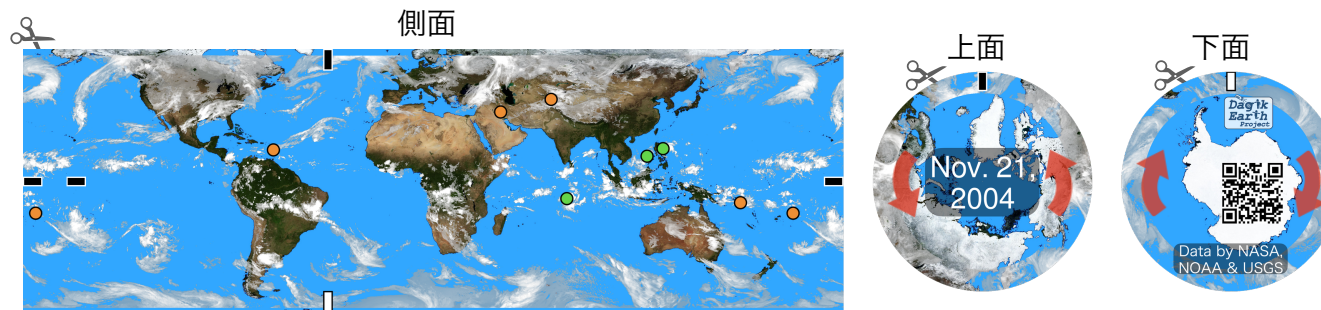 側面
上面
Nov. 21,
2004
下面
Dagik
Earth
Project
Data by NASA,
NOAA & USGS